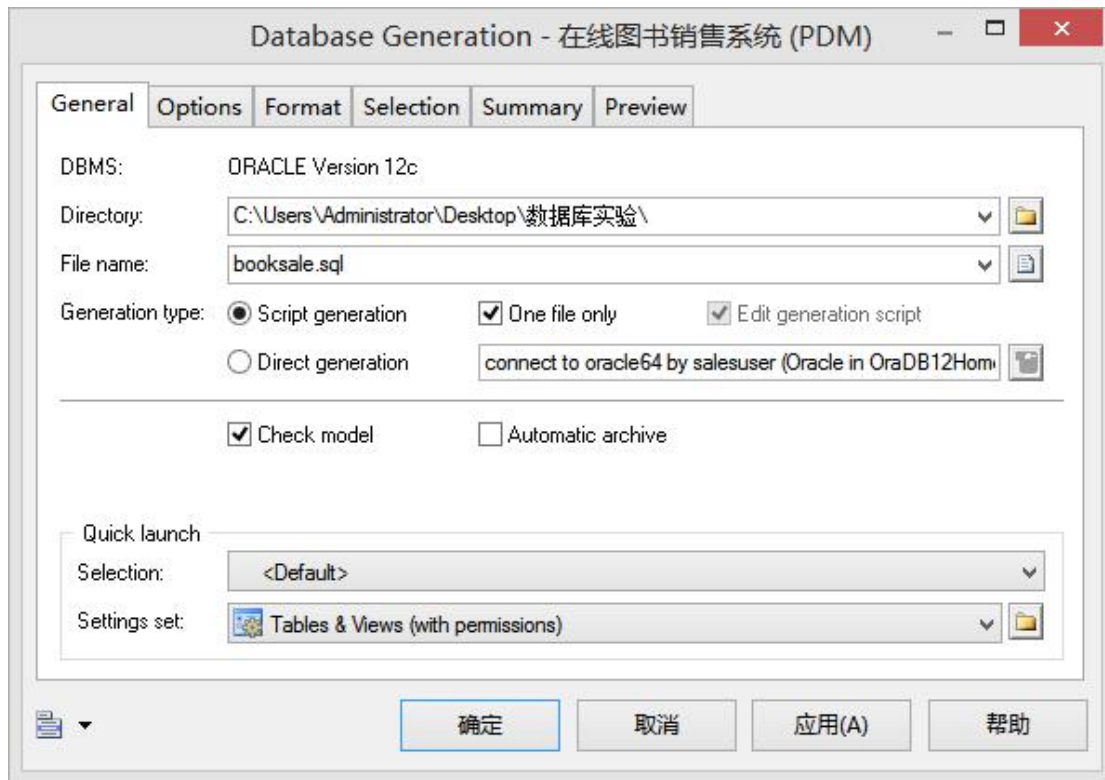 Database Generation - 在线图书销售系统 (PDM)
General Options Format Selection Summary Preview
DBMS: ORACLE Version 12c
Directory: C:\Users\Administrator\Desktop\数据库实验\
File name: booksale.sql
Generation type: Script generation One file only Edit generation script
Direct generation connect to oracle64 by salesuser (Oracle in OraDB12Hom
Check model Automatic archive
Quick launch
Selection: <Default>
Settings set: Tables & Views (with permissions)
确定 取消 应用(A) 帮助